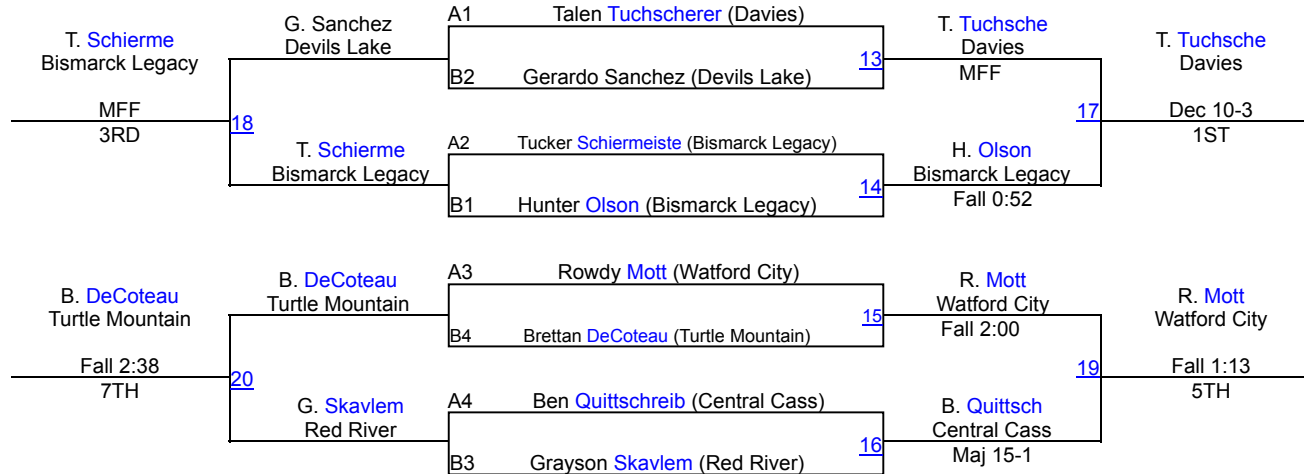 A1 Talen Tuchscherer (Davies)
T. Schierme
Bismarck Legacy
G. Sanchez
Devils Lake
T. Tuchsche
Davies
T. Tuchsche
Davies
13
B2 Gerardo Sanchez (Devils Lake)
MFF
MFF
3RD
18
17
Dec 10-3
1ST
T. Schierme
Bismarck Legacy
A2 Tucker Schiermeiste (Bismarck Legacy)
14
H. Olson
Bismarck Legacy
B1 Hunter Olson (Bismarck Legacy)
Fall 0:52
B. DeCoteau
Turtle Mountain
B. DeCoteau
Turtle Mountain
A3 Rowdy Mott (Watford City)
R. Mott
Watford City
R. Mott
Watford City
15
B4 Brettan DeCoteau (Turtle Mountain)
Fall 2:00
Fall 2:38
7TH
20
19
Fall 1:13
5TH
G. Skavlem
Red River
A4 Ben Quittschreib (Central Cass)
16
B. Quittsch
Central Cass
B3 Grayson Skavlem (Red River)
Maj 15-1